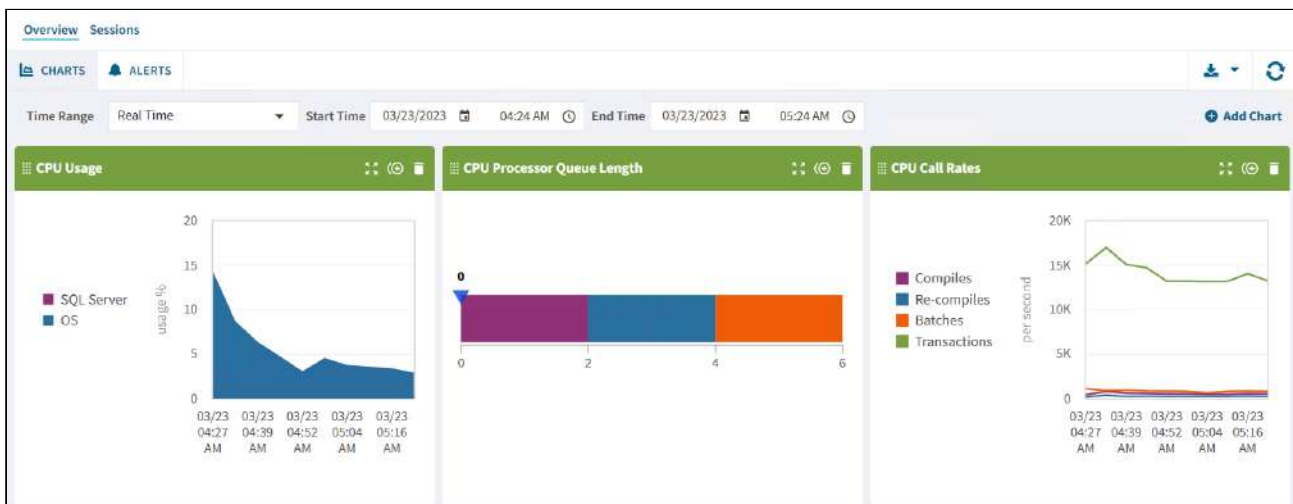 Overview Sessions
CHARTS ALERTS
Time Range Real Time Start Time 03/23/2023 04:24 AM End Time 03/23/2023 05:24 AM Add Chart
CPU Usage
20
15
10
5
0
usage %
SQL Server
OS
03/23 03/23 03/23 03/23 03/23
04:27 04:39 04:52 05:04 05:16
AM AM AM AM AM
CPU Processor Queue Length
0
0 2 4 6
CPU Call Rates
20K
15K
10K
5K
0
per second
Compiles
Re-compiles
Batches
Transactions
03/23 03/23 03/23 03/23 03/23
04:27 04:39 04:52 05:04 05:16
AM AM AM AM AM